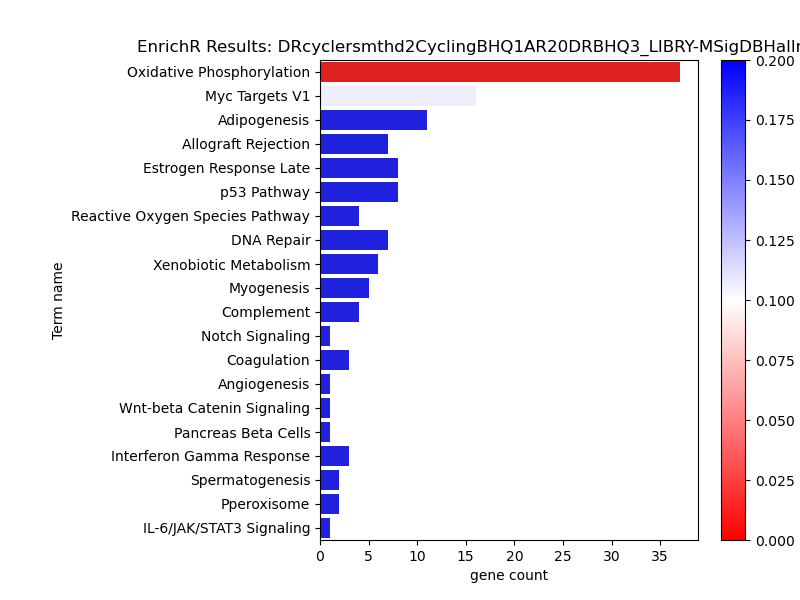 EnrichR Results: DRcyclersmthd2CyclingBHQ1AR20DRBHQ3_LIBRY-MSigDBHallr
Term name
Oxidative Phosphorylation
Myc Targets V1
Adipogenesis
Allograft Rejection
Estrogen Response Late
p53 Pathway
Reactive Oxygen Species Pathway
DNA Repair
Xenobiotic Metabolism
Myogenesis
Complement
Notch Signaling
Coagulation
Angiogenesis
Wnt-beta Catenin Signaling
Pancreas Beta Cells
Interferon Gamma Response
Spermatogenesis
Pperoxisome
IL-6/JAK/STAT3 Signaling
0 5 10 15 20 25 30 35
gene count
0.200
0.175
0.150
0.125
0.100
0.075
0.050
0.025
0.000